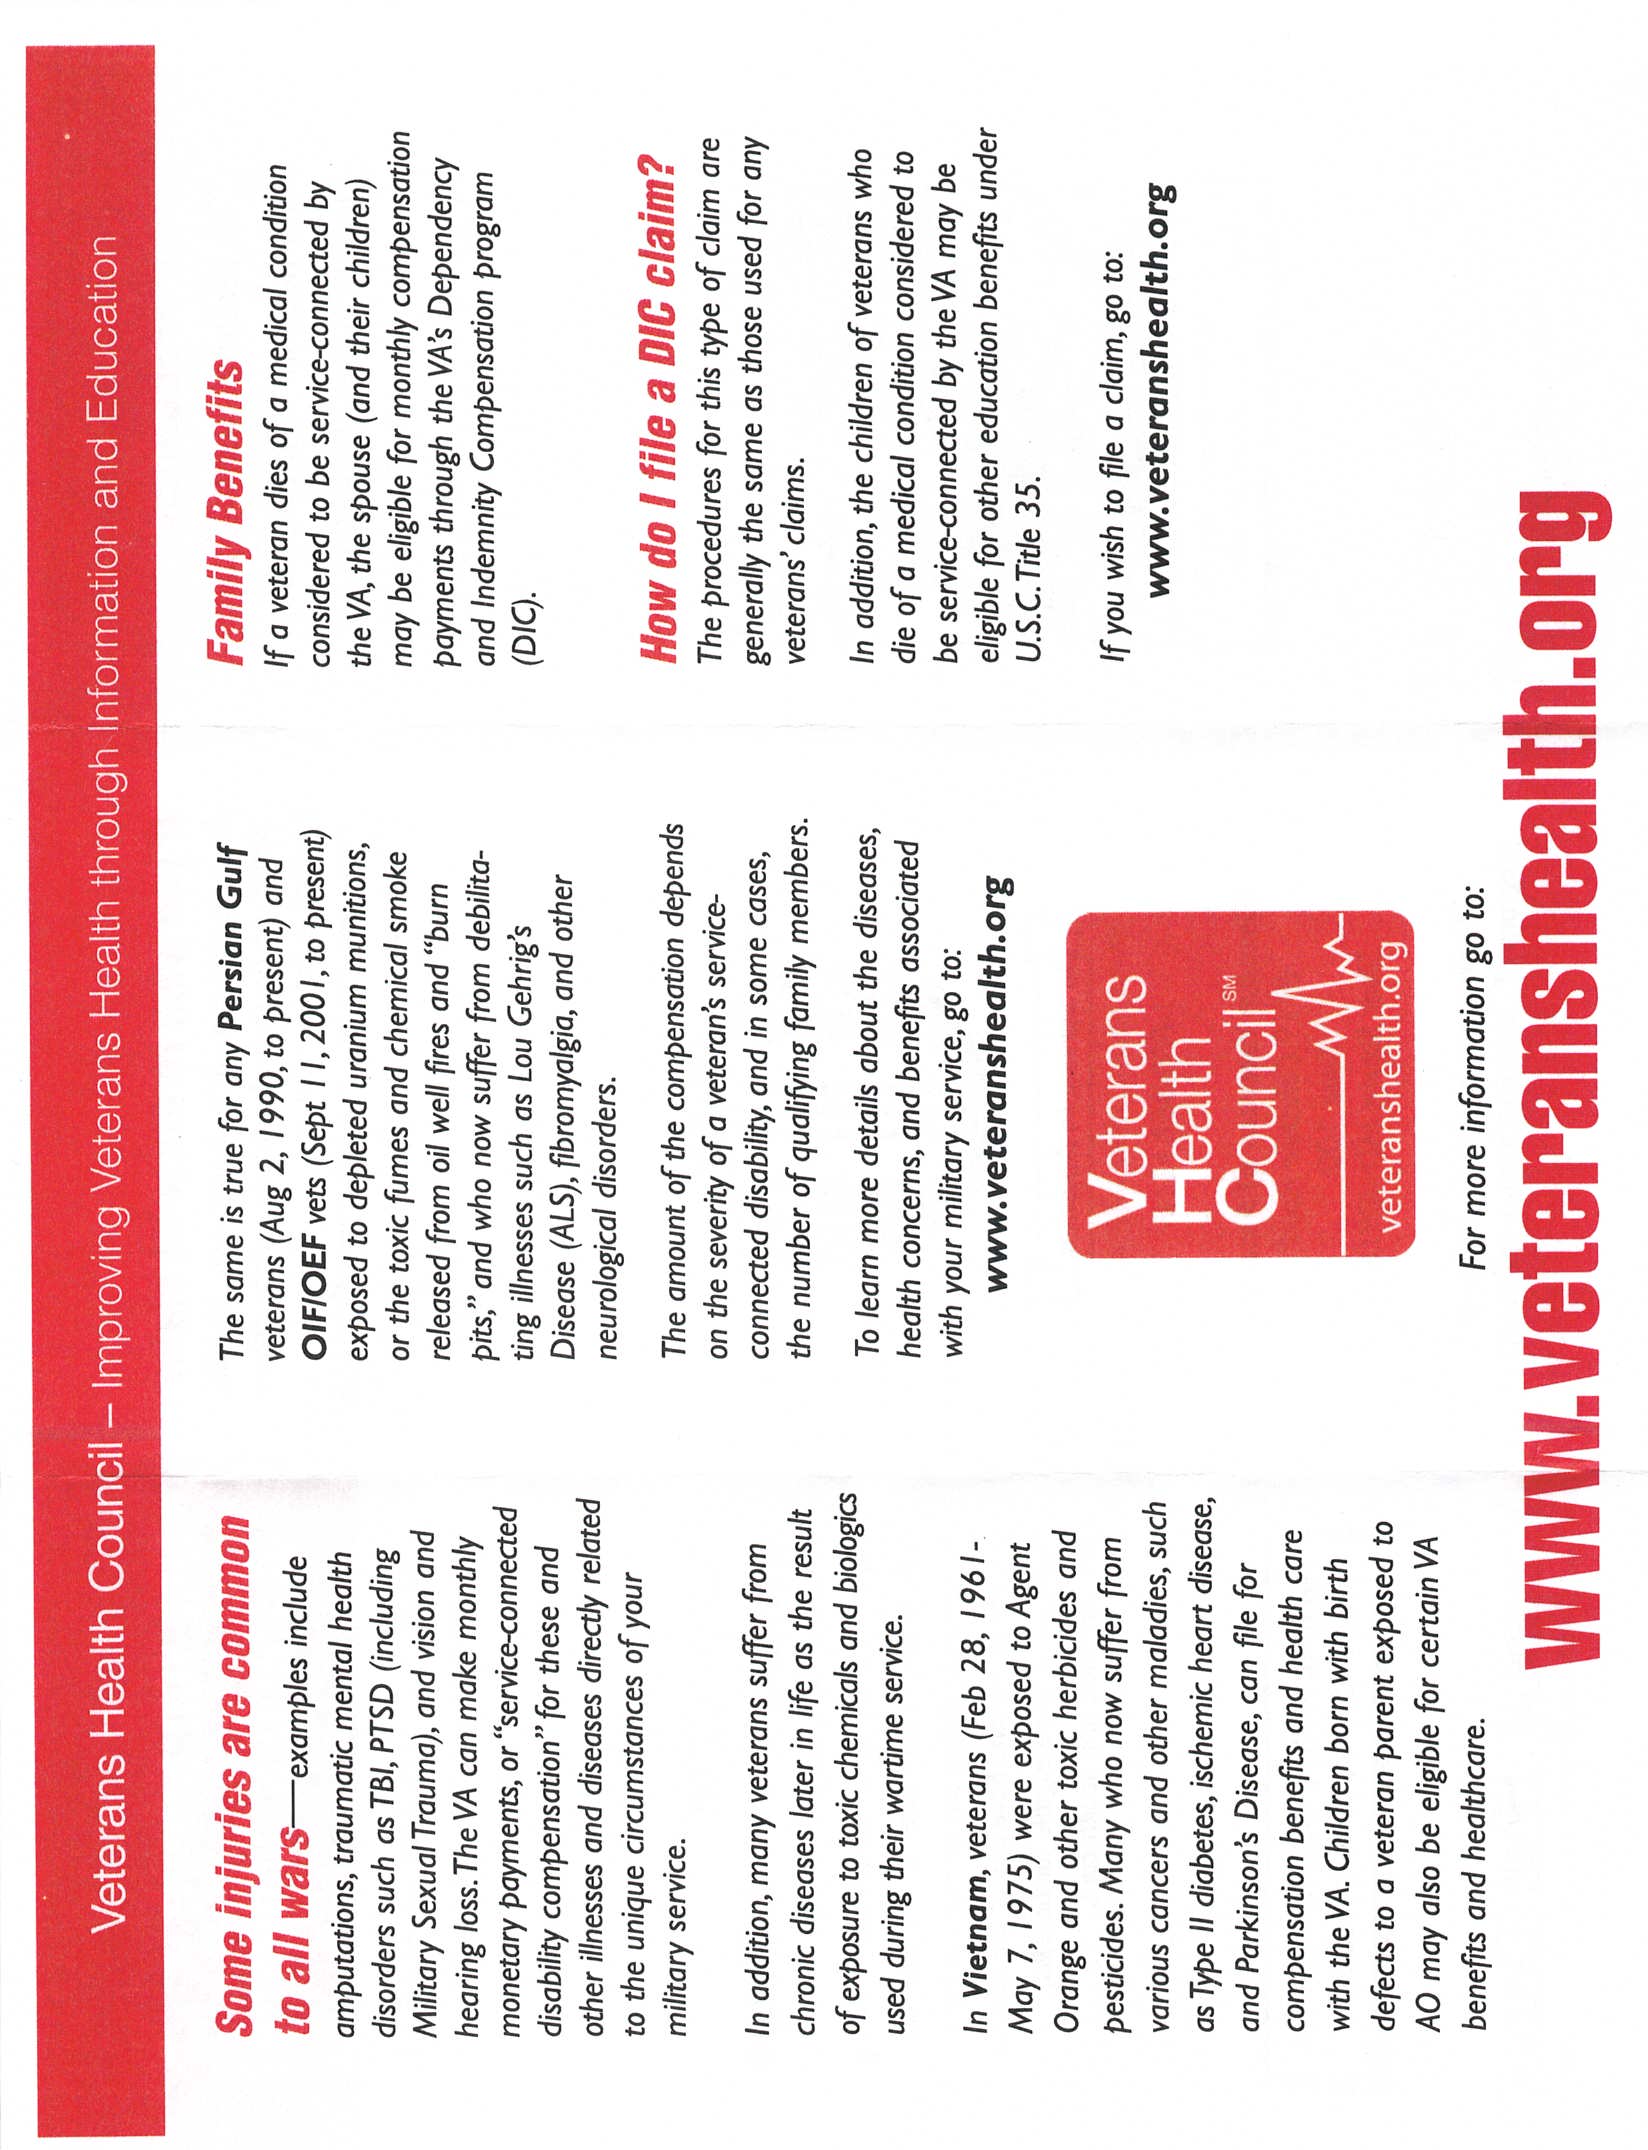 Veterans Health Council – Improving Veterans Health through Information and Education
Some injuries are common
to all wars—examples include
amputations, traumatic mental health
disorders such as TBI, PTSD (including
Military Sexual Trauma), and vision and
hearing loss. The VA can make monthly
monetary payments, or “service-connected
disability compensation” for these and
other illnesses and diseases directly related
to the unique circumstances of your
military service.
In addition, many veterans suffer from
chronic diseases later in life as the result
of exposure to toxic chemicals and biologics
used during their wartime service.
In Vietnam, veterans (Feb 28, 1961-
May 7, 1975) were exposed to Agent
Orange and other toxic herbicides and
pesticides. Many who now suffer from
various cancers and other maladies, such
as Type II diabetes, ischemic heart disease,
and Parkinson’s Disease, can file for
compensation benefits and health care
with the VA. Children born with birth
defects to a veteran parent exposed to
AO may also be eligible for certain VA
benefits and healthcare.
The same is true for any Persian Gulf
veterans (Aug 2, 1990, to present) and
OIF/OEF vets (Sept 11, 2001, to present)
exposed to depleted uranium munitions,
or the toxic fumes and chemical smoke
released from oil well fires and “burn
pits,” and who now suffer from debilita-
ting illnesses such as Lou Gehrig’s
Disease (ALS), fibromyalgia, and other
neurological disorders.
The amount of the compensation depends
on the severity of a veteran’s service-
connected disability, and in some cases,
the number of qualifying family members.
To learn more details about the diseases,
health concerns, and benefits associated
with your military service, go to:
www.veteranshealth.org
Veterans
Health
Council SM
veteranshealth.org
For more information go to:
Family Benefits
If a veteran dies of a medical condition
considered to be service-connected by
the VA, the spouse (and their children)
may be eligible for monthly compensation
payments through the VA’s Dependency
and Indemnity Compensation program
(DIC).
How do I file a DIC claim?
The procedures for this type of claim are
generally the same as those used for any
veterans’ claims.
In addition, the children of veterans who
die of a medical condition considered to
be service-connected by the VA may be
eligible for other education benefits under
U.S.C. Title 35.
If you wish to file a claim, go to:
www.veteranshealth.org
www.veteranshealth.org